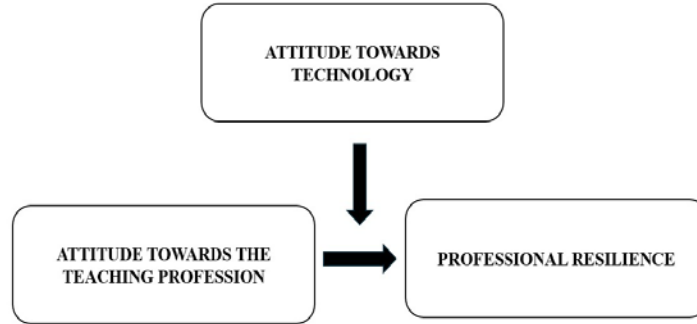 ATTITUDE TOWARDS
TECHNOLOGY
ATTITUDE TOWARDS THE
TEACHING PROFESSION
PROFESSIONAL RESILIENCE